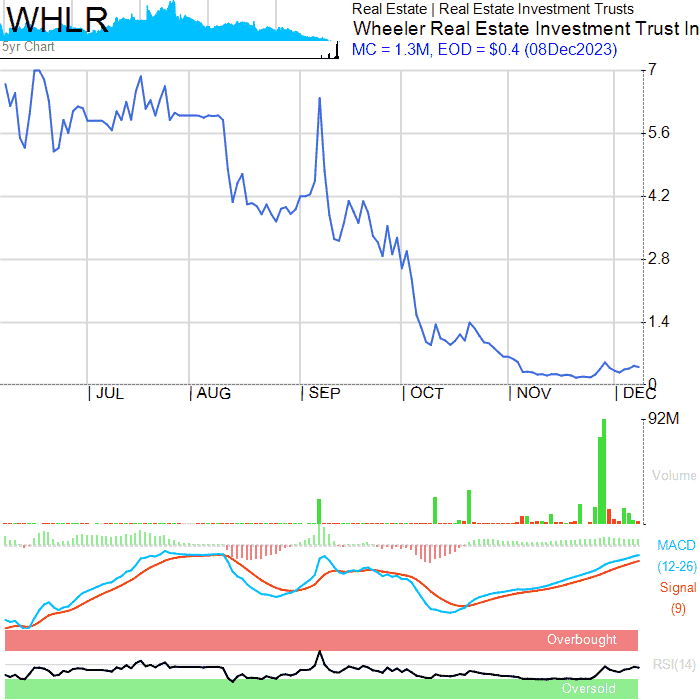 WHLR
Real Estate | Real Estate Investment Trusts
Wheeler Real Estate Investment Trust In
5yr Chart
MC = 1.3M, EOD = $0.4 (08Dec2023)
7
5.6
4.2
2.8
1.4
0
JUL
AUG
SEP
OCT
NOV
DEC
92M
Volume
MACD
(12-26)
Signal
(9)
Overbought
RSI(14)
Oversold